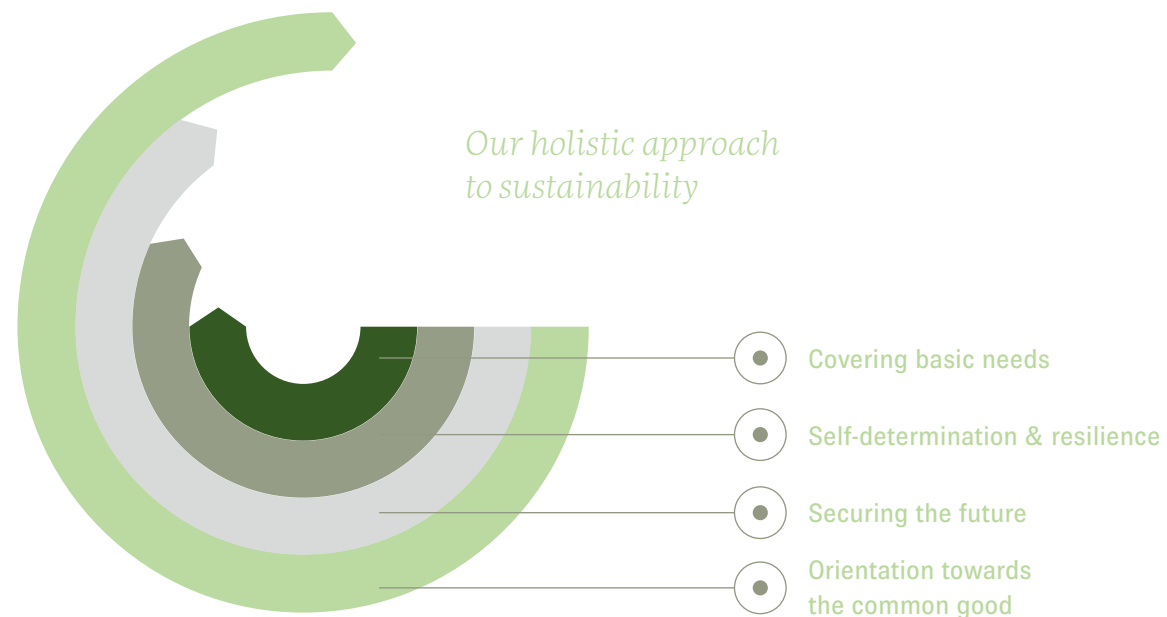 Our holistic approach
to sustainability
Covering basic needs
Self-determination & resilience
Securing the future
Orientation towards
the common good